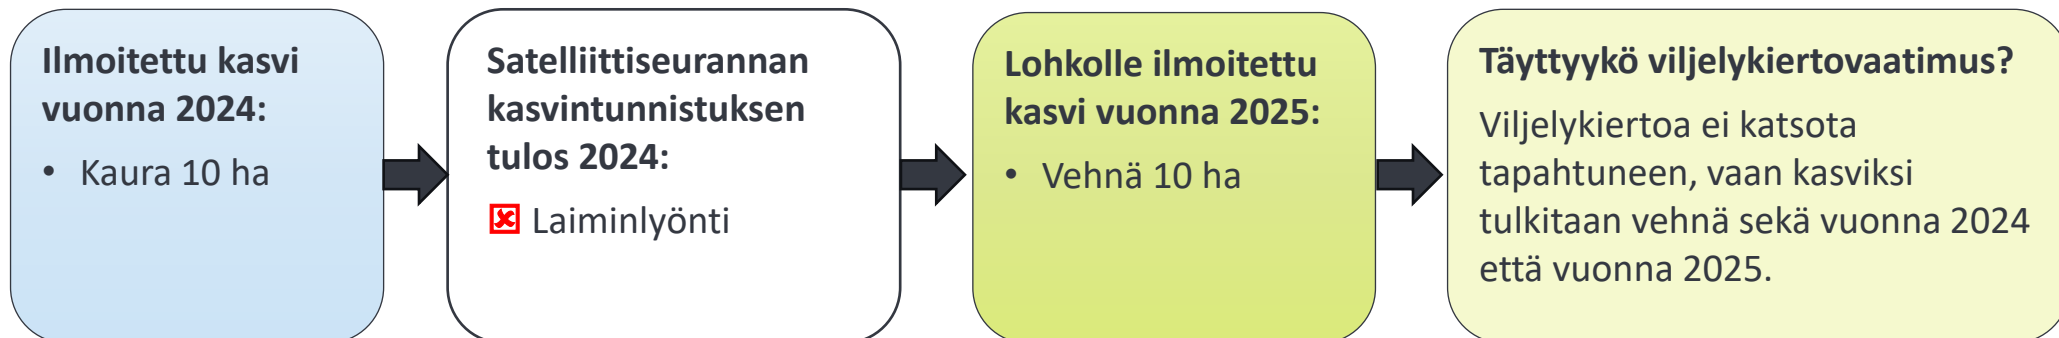 Ilmoitettu kasvi
vuonna 2024:
• Kaura 10 ha
Satelliittiseurannan
kasvintunnistuksen
tulos 2024:
Laiminlyönti
Lohkolle ilmoitettu
kasvi vuonna 2025:
• Vehnä 10 ha
Täyttyykö viljelykiertovaatimus?
Viljelykiertoa ei katsota
tapahtuneen, vaan kasviksi
tulkitaan vehnä sekä vuonna 2024
että vuonna 2025.